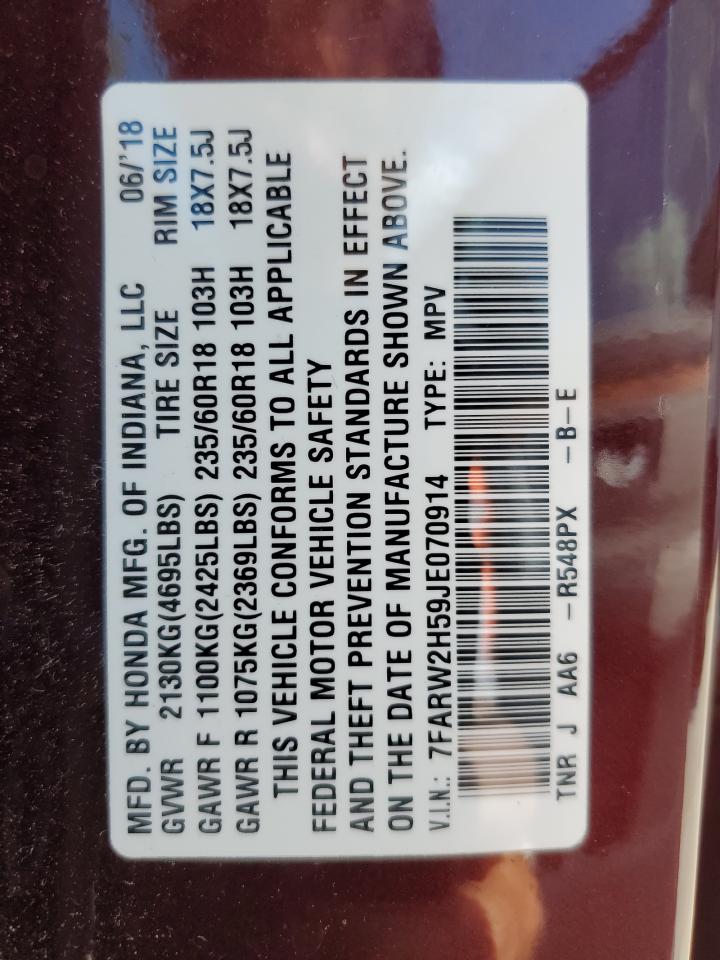 MFD. BY HONDA MFG. OF INDIANA, LLC 06/'18
GVWR 2130KG(4695LBS) TIRE SIZE RIM SIZE
GAWR F 1100KG(2425LBS) 235/60R18 103H 18X7.5J
GAWR R 1075KG(2369LBS) 235/60R18 103H 18X7.5J
THIS VEHICLE CONFORMS TO ALL APPLICABLE
FEDERAL MOTOR VEHICLE SAFETY
AND THEFT PREVENTION STANDARDS IN EFFECT
ON THE DATE OF MANUFACTURE SHOWN ABOVE.
V.I.N.: 7FARW2H59JE070914 TYPE: MPV
TNR J AA6 -R548PX -B-E